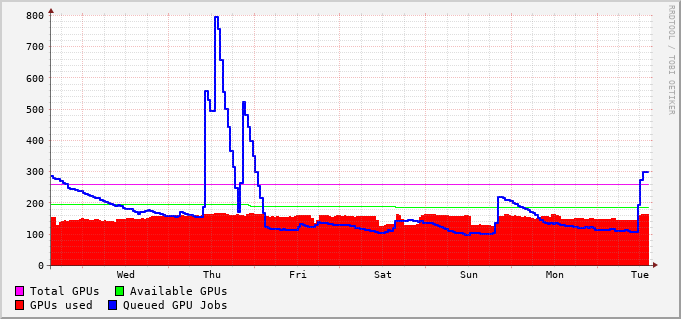 800
700
600
500
400
300
200
100
0
Wed Thu Fri Sat Sun Mon Tue
Total GPUs Available GPUs
GPUs used Queued GPU Jobs
RRDTOOL / TOBI OETIKER